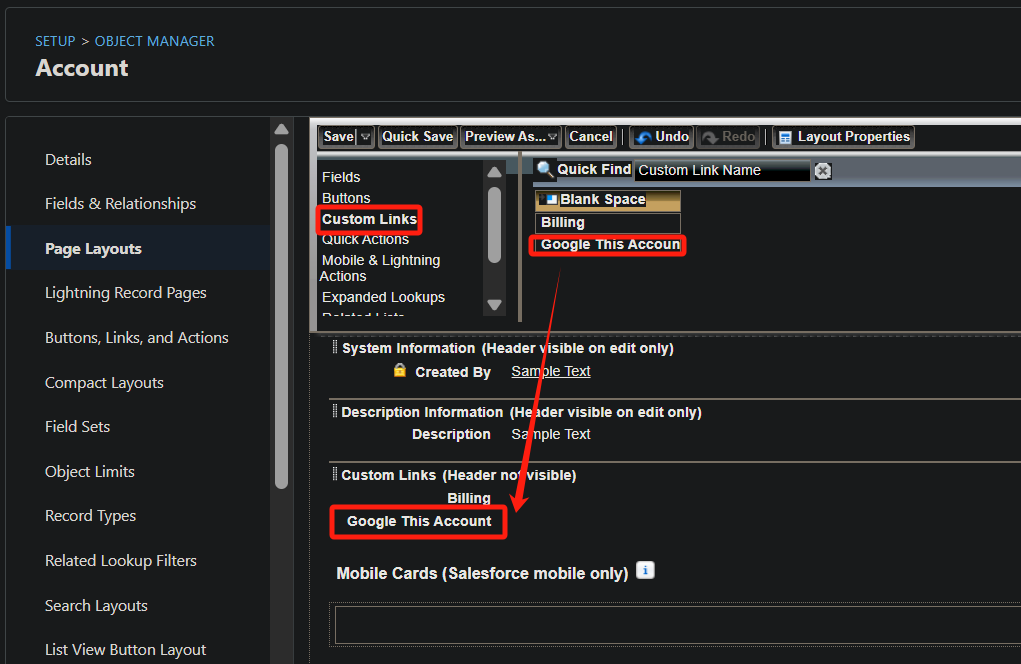 SETUP > OBJECT MANAGER
Account
Details
Fields & Relationships
Page Layouts
Lightning Record Pages
Buttons, Links, and Actions
Compact Layouts
Field Sets
Object Limits
Record Types
Related Lookup Filters
Search Layouts
List View Button Layout
Save Quick Save Preview As... Cancel Undo Redo Layout Properties
Fields
Buttons
Custom Links
Quick Actions
Mobile & Lightning
Actions
Expanded Lookups
Related Lists
Quick Find Custom Link Name
Blank Space
Billing
Google This Accoun
System Information (Header visible on edit only)
Created By Sample Text
Description Information (Header visible on edit only)
Description Sample Text
Custom Links (Header not visible)
Billing
Google This Account
Mobile Cards (Salesforce mobile only) i